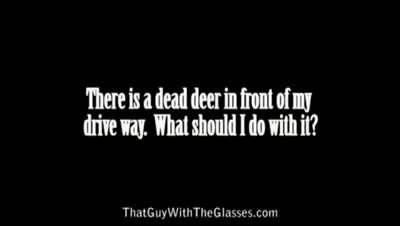 There is a dead deer in front of my
drive way. What should I do with it?
ThatGuyWithTheGlasses.com